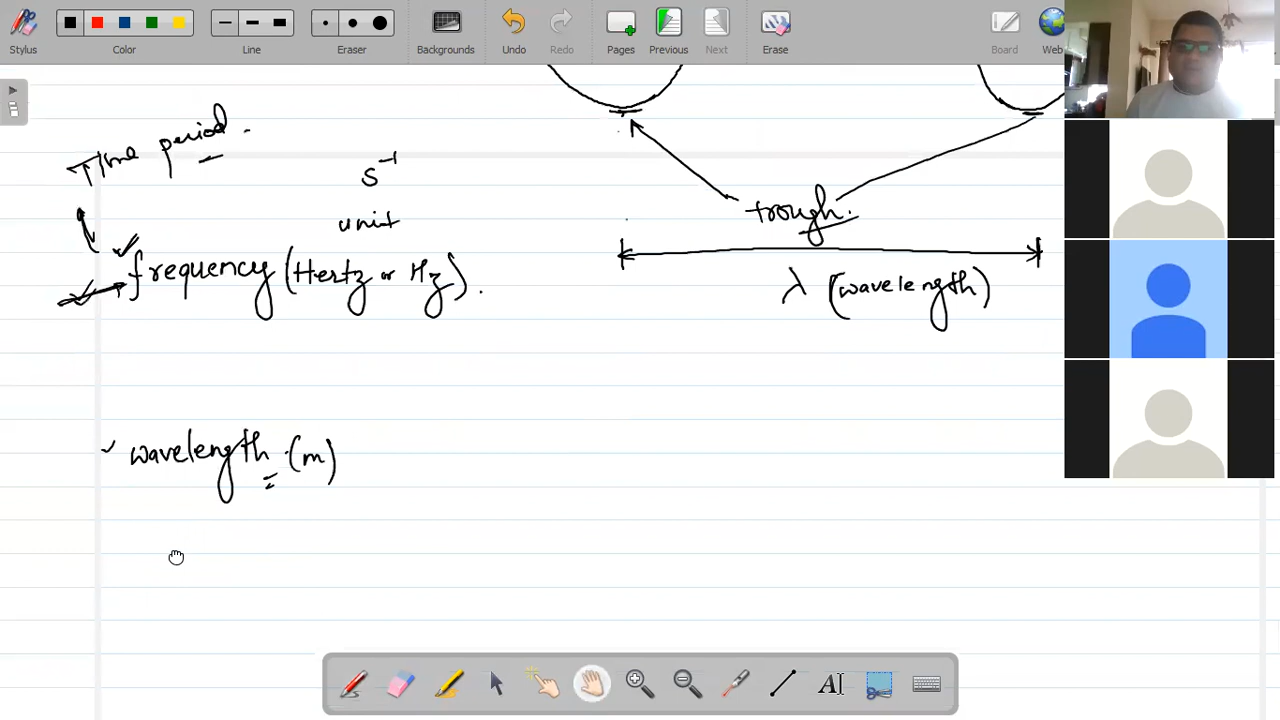 Stylus Color Line Eraser Backgrounds Undo Redo Pages Previous Next Erase Board Web
Time period.
s⁻¹
unit
frequency (Hertz or Hz).
trough.
λ (wavelength)
wavelength (m)